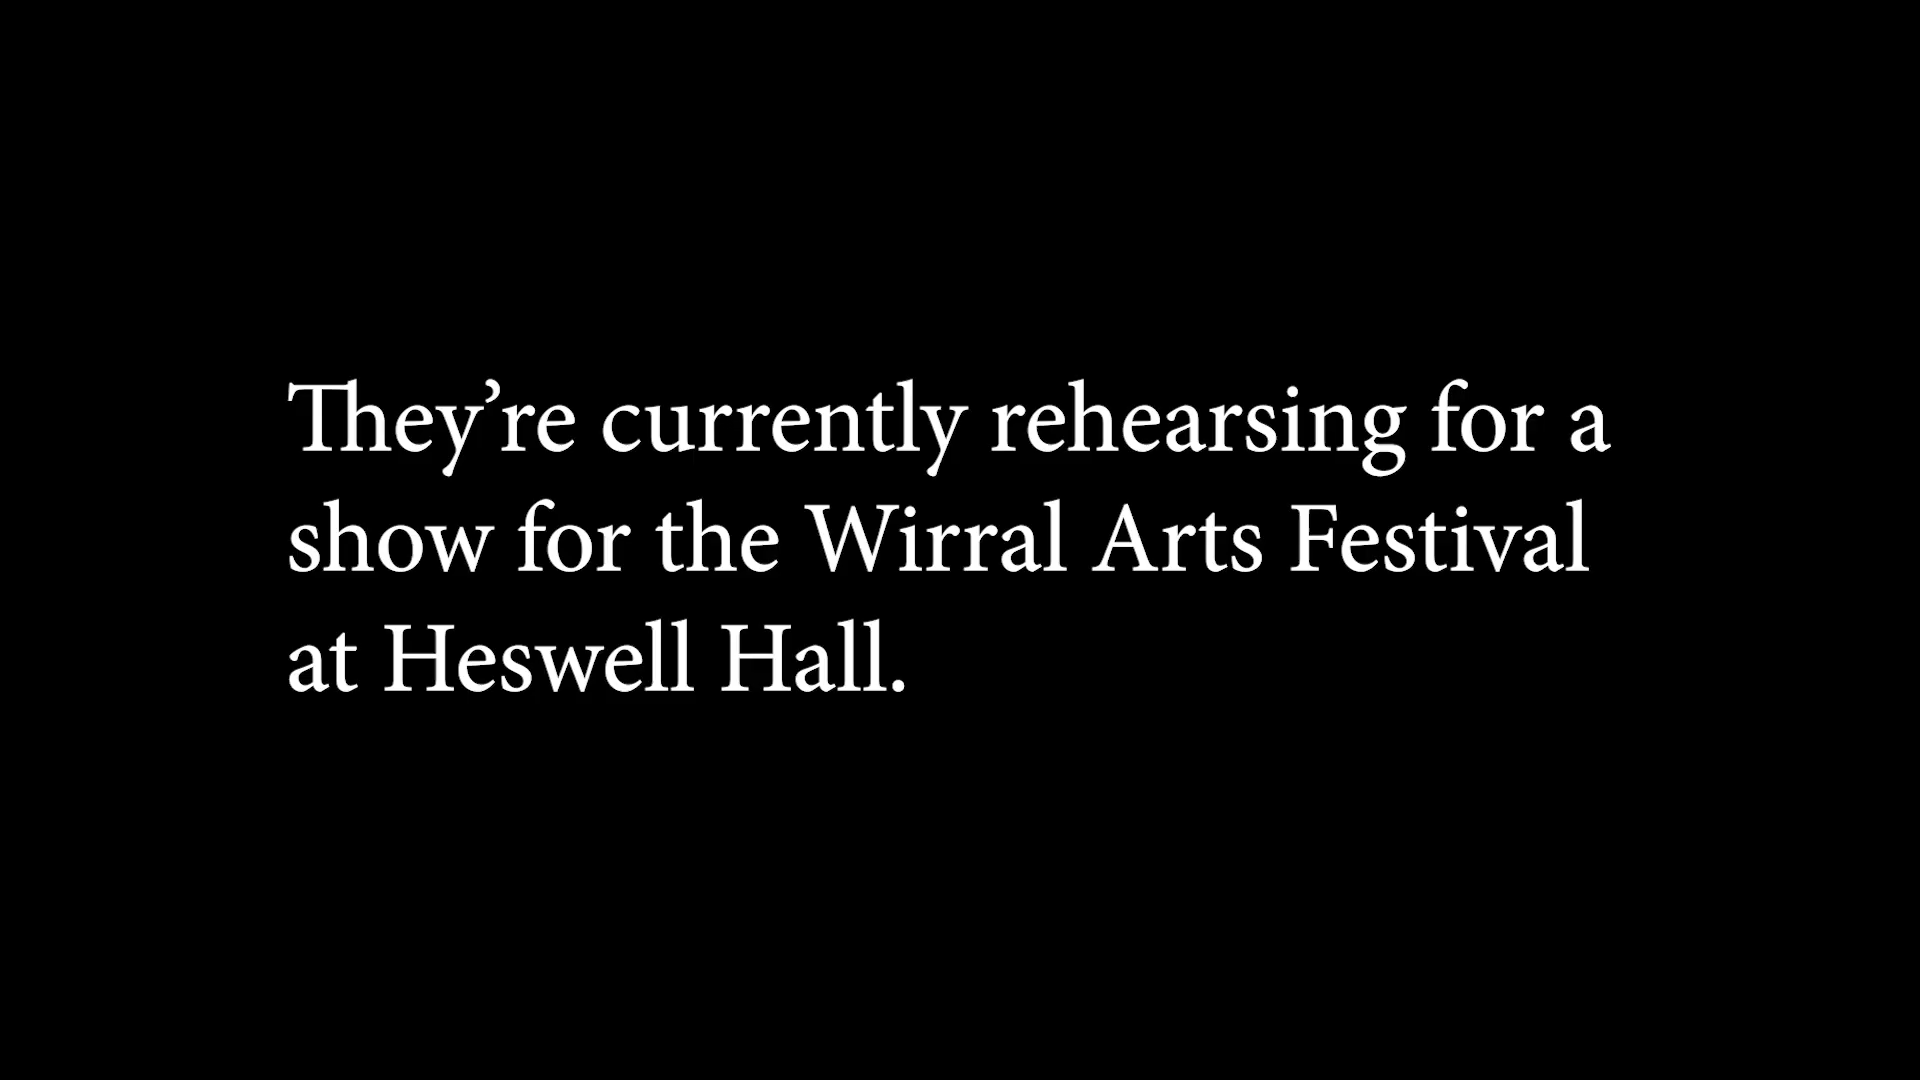 They’re currently rehearsing for a
show for the Wirral Arts Festival
at Heswell Hall.